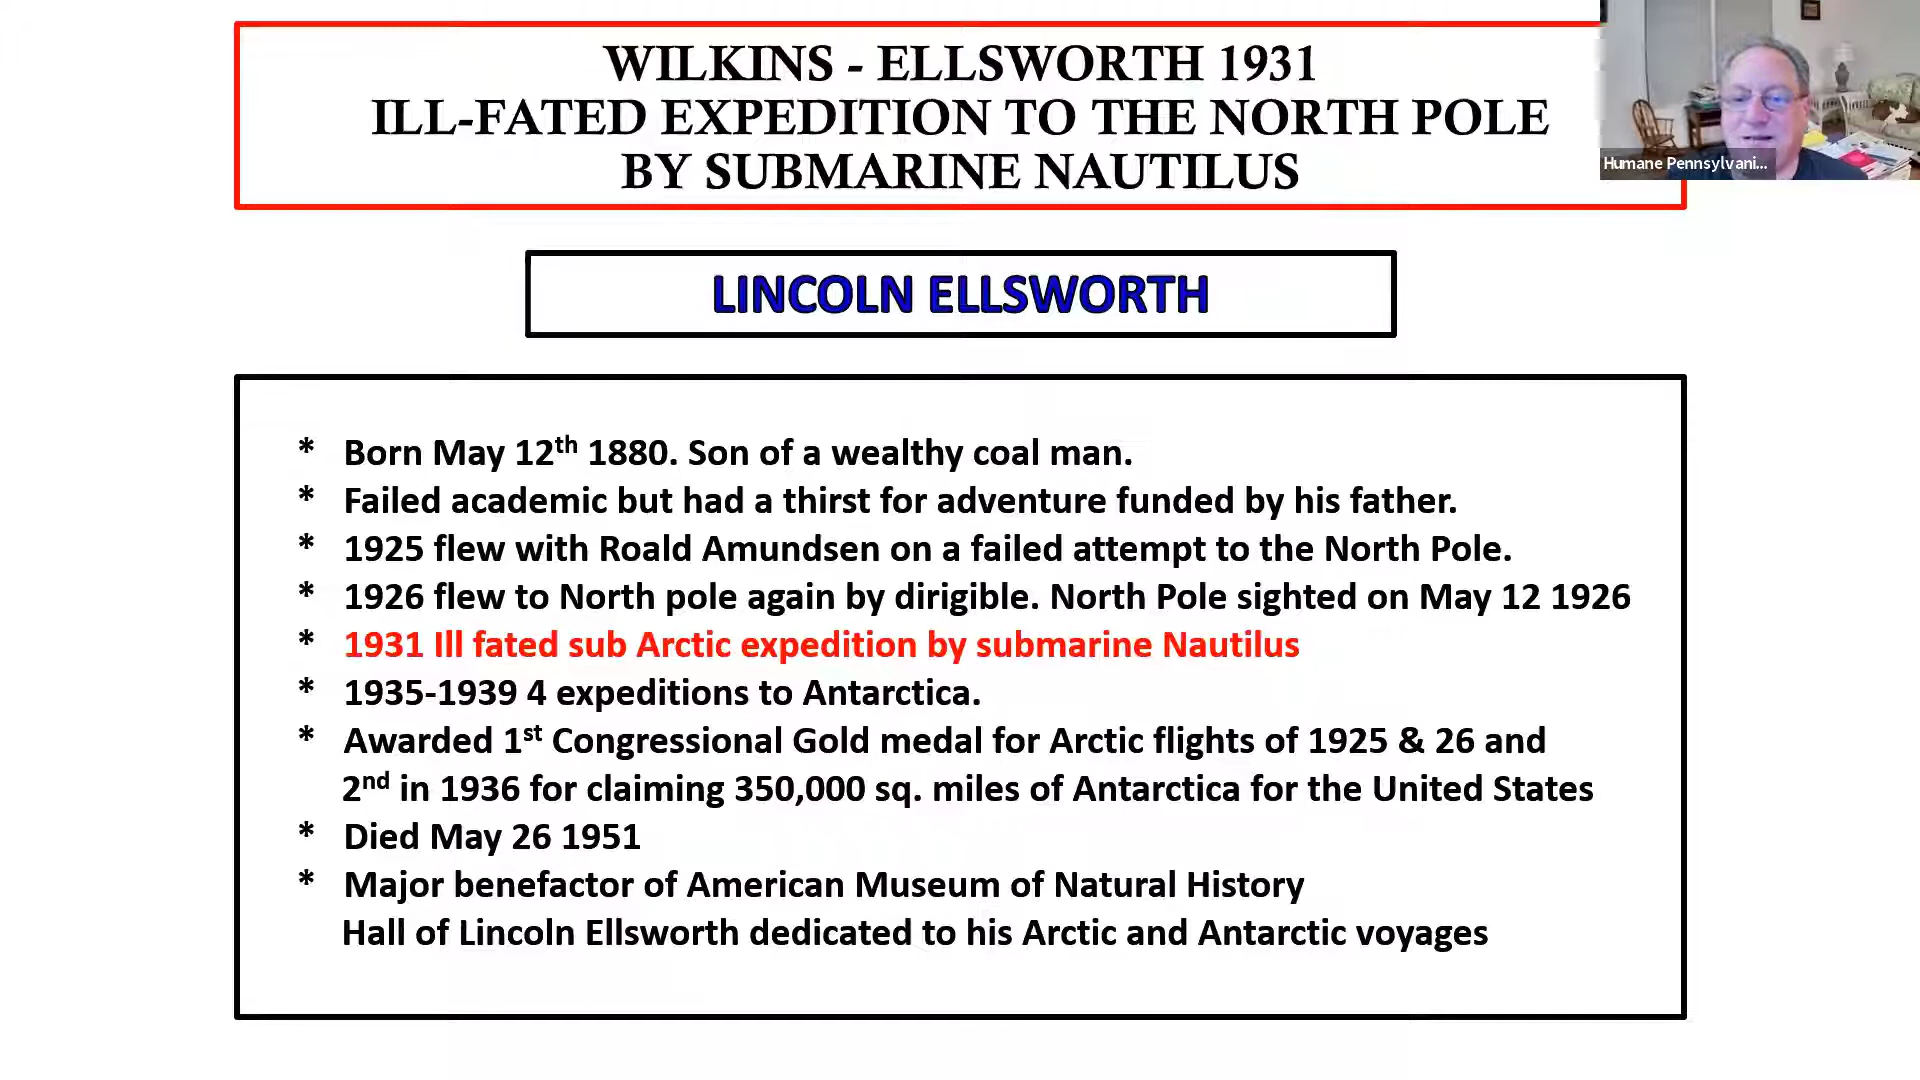 WILKINS - ELLSWORTH 1931
ILL-FATED EXPEDITION TO THE NORTH POLE
BY SUBMARINE NAUTILUS
Humane Pennsylvani...
LINCOLN ELLSWORTH
* Born May 12th 1880. Son of a wealthy coal man.
* Failed academic but had a thirst for adventure funded by his father.
* 1925 flew with Roald Amundsen on a failed attempt to the North Pole.
* 1926 flew to North pole again by dirigible. North Pole sighted on May 12 1926
* 1931 Ill fated sub Arctic expedition by submarine Nautilus
* 1935-1939 4 expeditions to Antarctica.
* Awarded 1st Congressional Gold medal for Arctic flights of 1925 & 26 and
2nd in 1936 for claiming 350,000 sq. miles of Antarctica for the United States
* Died May 26 1951
* Major benefactor of American Museum of Natural History
Hall of Lincoln Ellsworth dedicated to his Arctic and Antarctic voyages